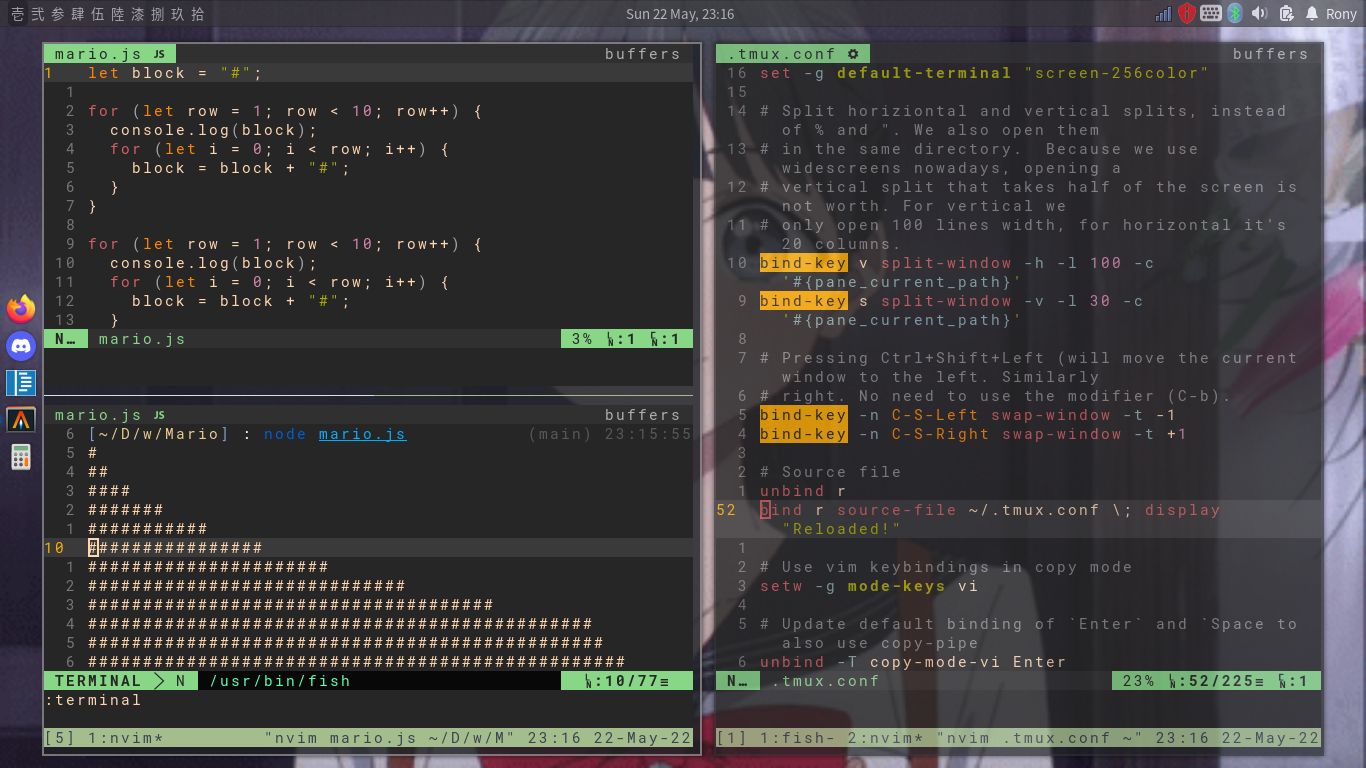 壱 弐 参 肆 伍 陸 漆 捌 玖 拾
Sun 22 May, 23:16
Rony
mario.js JS
buffers
1 let block = "#";
1
2 for (let row = 1; row < 10; row++) {
3 console.log(block);
4 for (let i = 0; i < row; i++) {
5 block = block + "#";
6 }
7 }
8
9 for (let row = 1; row < 10; row++) {
10 console.log(block);
11 for (let i = 0; i < row; i++) {
12 block = block + "#";
13 }
N… mario.js 3% ㏑:1 :1
mario.js JS
buffers
6 [~/D/w/Mario] : node mario.js (main) 23:15:55
5 #
4 ##
3 ####
2 #######
1 ###########
10 ################
1 ######################
2 #############################
3 #####################################
4 ##############################################
5 ###############################################
6 #################################################
TERMINAL N /usr/bin/fish :10/77≡
:terminal
[5] 1:nvim* "nvim mario.js ~/D/w/M" 23:16 22-May-22
.tmux.conf
buffers
16 set -g default-terminal "screen-256color"
15
14 # Split horiziontal and vertical splits, instead
of % and ". We also open them
13 # in the same directory.  Because we use
widescreens nowadays, opening a
12 # vertical split that takes half of the screen is
not worth. For vertical we
11 # only open 100 lines width, for horizontal it's
20 columns.
10 bind-key v split-window -h -l 100 -c
'#{pane_current_path}'
9 bind-key s split-window -v -l 30 -c
'#{pane_current_path}'
8
7 # Pressing Ctrl+Shift+Left (will move the current
window to the left. Similarly
6 # right. No need to use the modifier (C-b).
5 bind-key -n C-S-Left swap-window -t -1
4 bind-key -n C-S-Right swap-window -t +1
3
2 # Source file
1 unbind r
52 bind r source-file ~/.tmux.conf \; display
"Reloaded!"
1
2 # Use vim keybindings in copy mode
3 setw -g mode-keys vi
4
5 # Update default binding of `Enter` and `Space to
also use copy-pipe
6 unbind -T copy-mode-vi Enter
N… .tmux.conf 23% :52/225≡ :1
[1] 1:fish- 2:nvim* "nvim .tmux.conf ~" 23:16 22-May-22